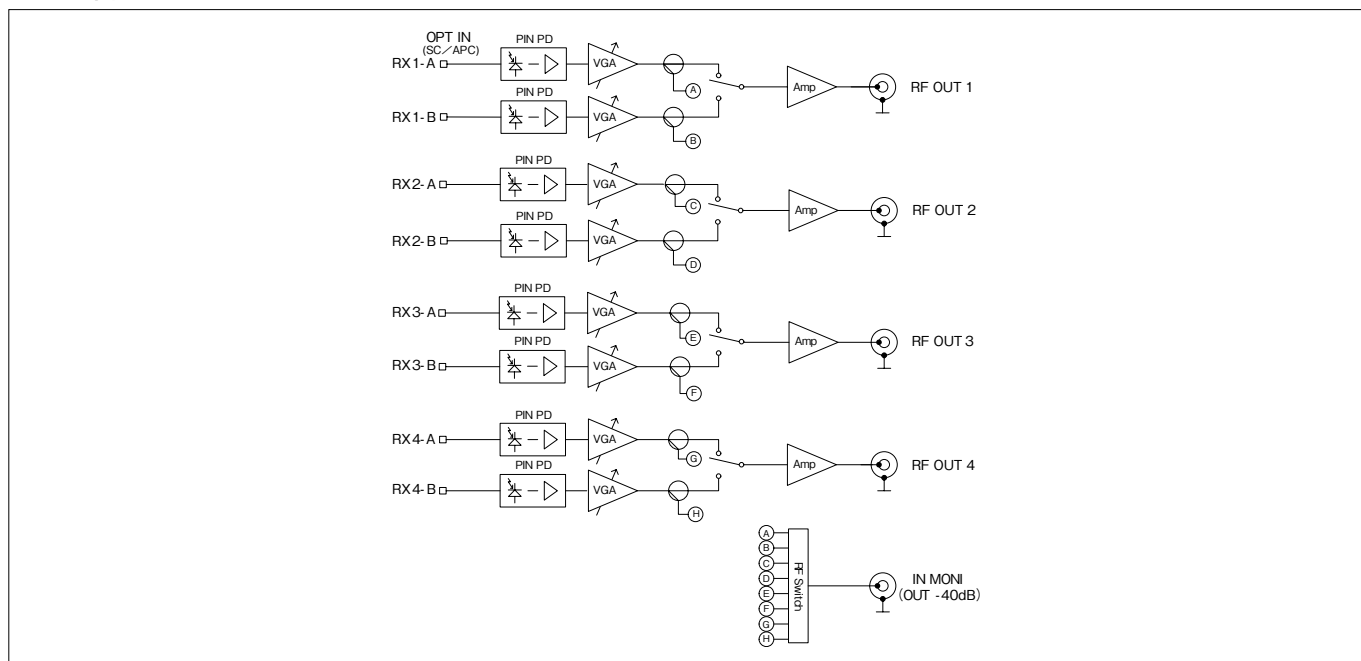 OPT IN
(SC／APC)
PIN PD
RX1-A
VGA
A
Amp
RF OUT 1
PIN PD
RX1-B
VGA
B
PIN PD
RX2-A
VGA
C
Amp
RF OUT 2
PIN PD
RX2-B
VGA
D
PIN PD
RX3-A
VGA
E
Amp
RF OUT 3
PIN PD
RX3-B
VGA
F
PIN PD
RX4-A
VGA
G
Amp
RF OUT 4
PIN PD
RX4-B
VGA
H
A
B
C
D
E
F
G
H
RF Switch
IN MONI
(OUT -40dB)